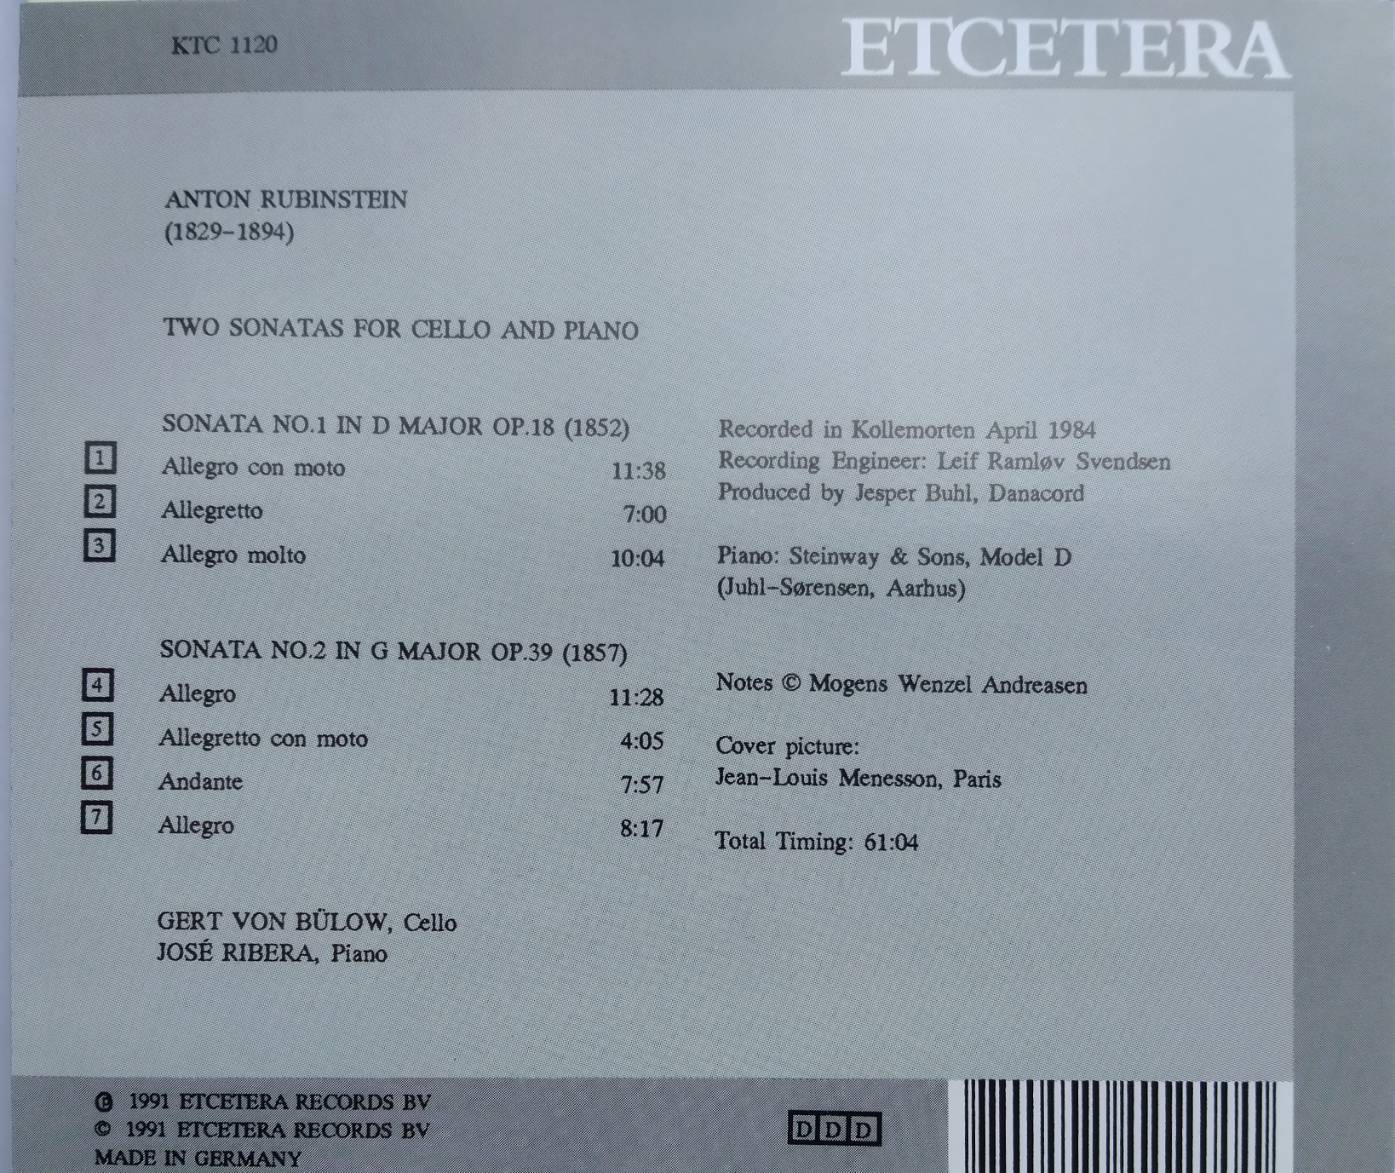 KTC 1120
ETCETERA
ANTON RUBINSTEIN
(1829-1894)
TWO SONATAS FOR CELLO AND PIANO
SONATA NO.1 IN D MAJOR OP.18 (1852)
1 Allegro con moto 11:38
2 Allegretto 7:00
3 Allegro molto 10:04
SONATA NO.2 IN G MAJOR OP.39 (1857)
4 Allegro 11:28
5 Allegretto con moto 4:05
6 Andante 7:57
7 Allegro 8:17
GERT VON BÜLOW, Cello
JOSÉ RIBERA, Piano
Recorded in Kollemorten April 1984
Recording Engineer: Leif Ramløv Svendsen
Produced by Jesper Buhl, Danacord
Piano: Steinway & Sons, Model D
(Juhl-Sørensen, Aarhus)
Notes © Mogens Wenzel Andreasen
Cover picture:
Jean-Louis Menesson, Paris
Total Timing: 61:04
℗ 1991 ETCETERA RECORDS BV
© 1991 ETCETERA RECORDS BV
MADE IN GERMANY
DDD